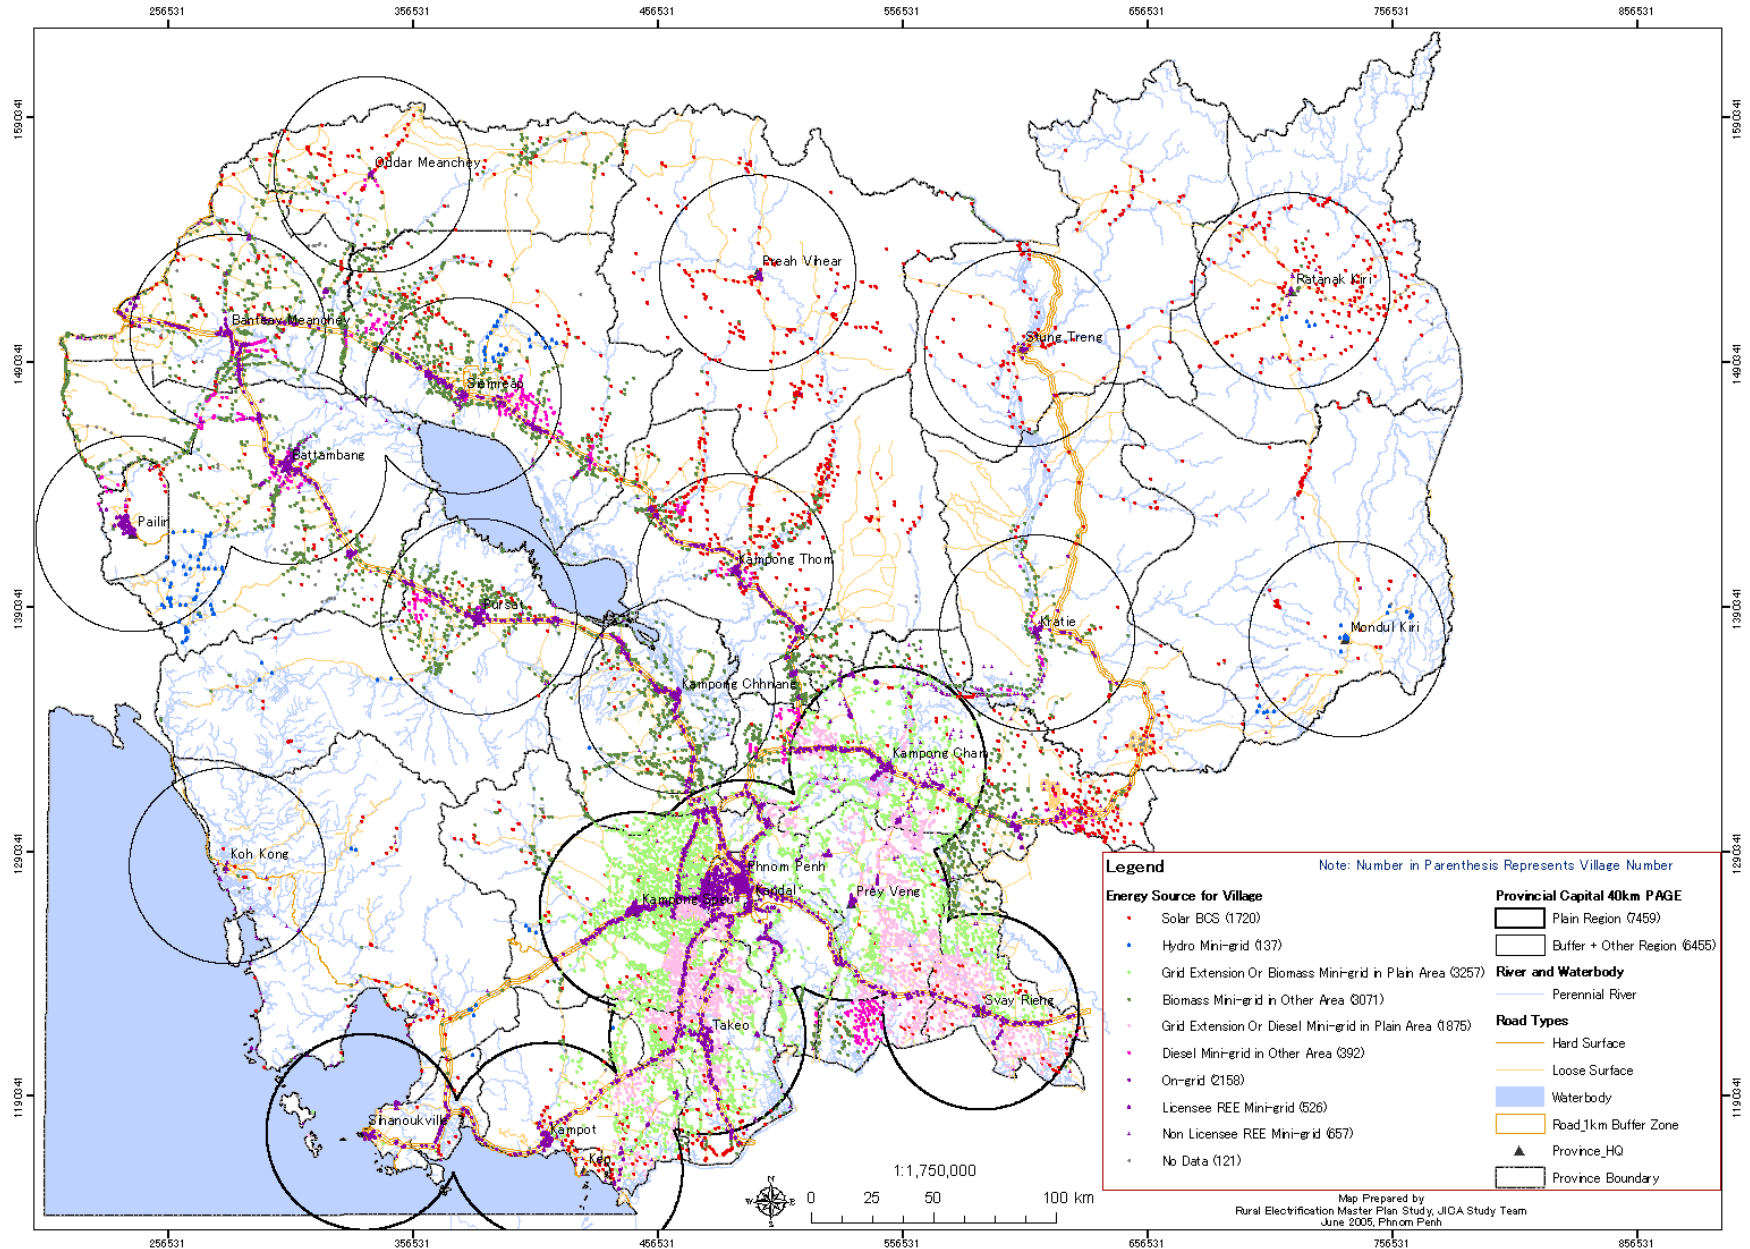 256531 356531 456531 556531 656531 756531 856531
1590341 1590341
Oddar Meanchey
Preah Vihear
Ratanak Kiri
Banteay Meanchey
Stung Treng
1490341 1490341
Siemreap
Battambang
Pailin
Kampong Thom
1390341 1390341
Pursat
Kratie
Mondul Kiri
Kampong Chhnang
Kampong Cham
1290341 1290341
Koh Kong
Phnom Penh
Kandal
Prey Veng
Kampong Speu
Svay Rieng
Takeo
1190341 1190341
Sihanoukville
Kampot
Kep
Legend
Note: Number in Parenthesis Represents Village Number
Energy Source for Village
Solar BCS (1720)
Hydro Mini-grid (137)
Grid Extension Or Biomass Mini-grid in Plain Area (3257)
Biomass Mini-grid in Other Area (3071)
Grid Extension Or Diesel Mini-grid in Plain Area (1875)
Diesel Mini-grid in Other Area (392)
On-grid (2158)
Licensee REE Mini-grid (526)
Non Licensee REE Mini-grid (657)
No Data (121)
Provincial Capital 40km PAGE
Plain Region (7459)
Buffer + Other Region (6455)
River and Waterbody
Perennial River
Road Types
Hard Surface
Loose Surface
Waterbody
Road_1km Buffer Zone
Province_HQ
Province Boundary
N
W E
S
1:1,750,000
0 25 50 100 km
Map Prepared by
Rural Electrification Master Plan Study, JICA Study Team
June 2005, Phnom Penh
256531 356531 456531 556531 656531 756531 856531